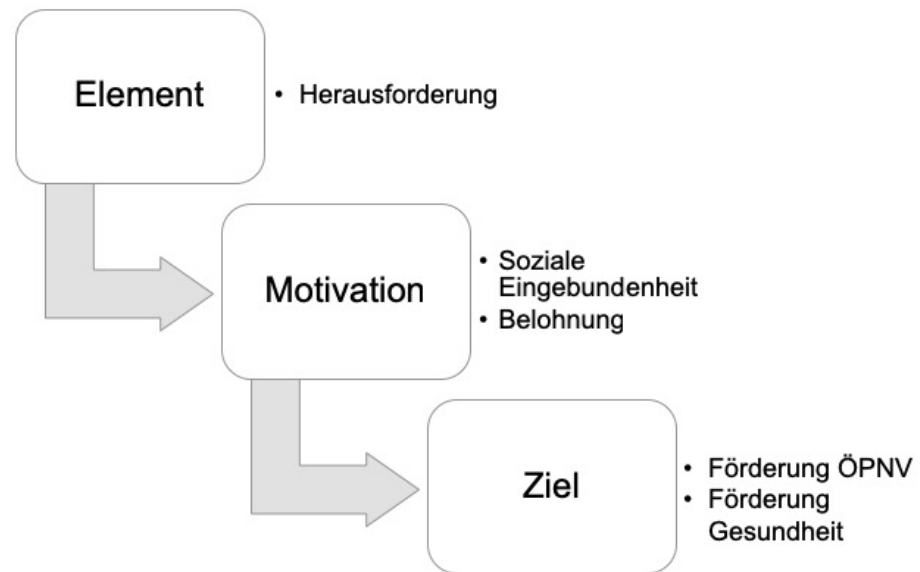 Element
• Herausforderung
Motivation
• Soziale
Eingebundenheit
• Belohnung
Ziel
• Förderung ÖPNV
• Förderung
Gesundheit